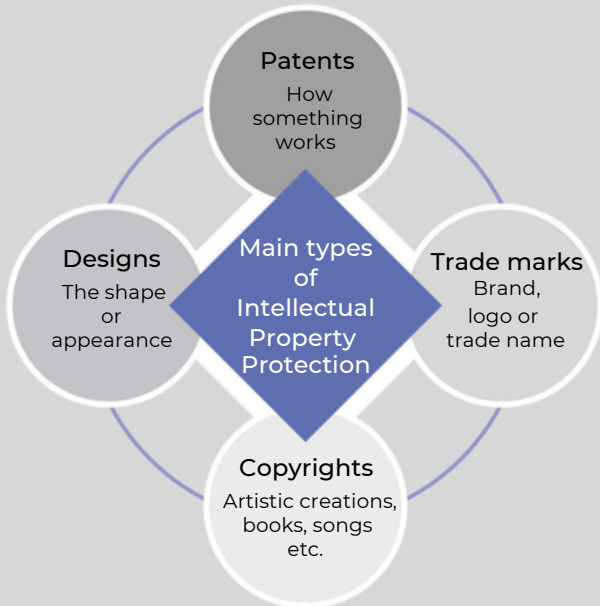 Patents
How
something
works
Main types
of
Intellectual
Property
Protection
Designs
The shape
or
appearance
Trade marks
Brand,
logo or
trade name
Copyrights
Artistic creations,
books, songs
etc.